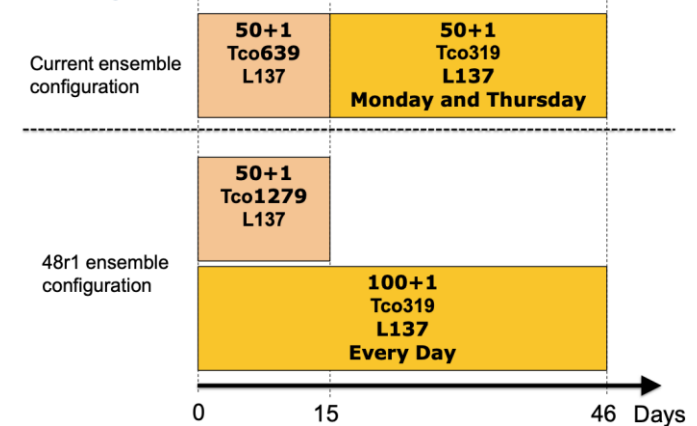 Current ensemble
configuration
50+1
Tco639
L137
50+1
Tco319
L137
Monday and Thursday
48r1 ensemble
configuration
50+1
Tco1279
L137
100+1
Tco319
L137
Every Day
0 15 46 Days